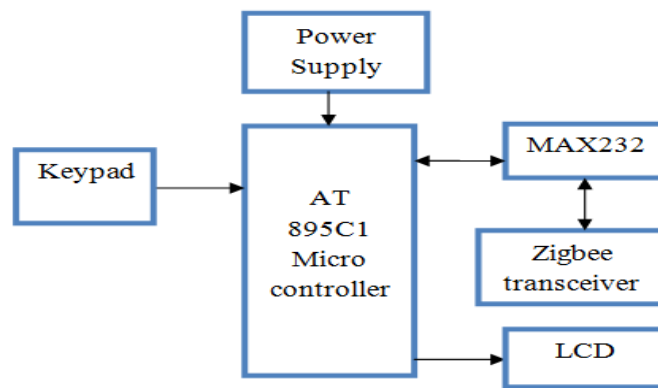 Power
Supply
Keypad
AT
895C1
Micro
controller
MAX232
Zigbee
transceiver
LCD